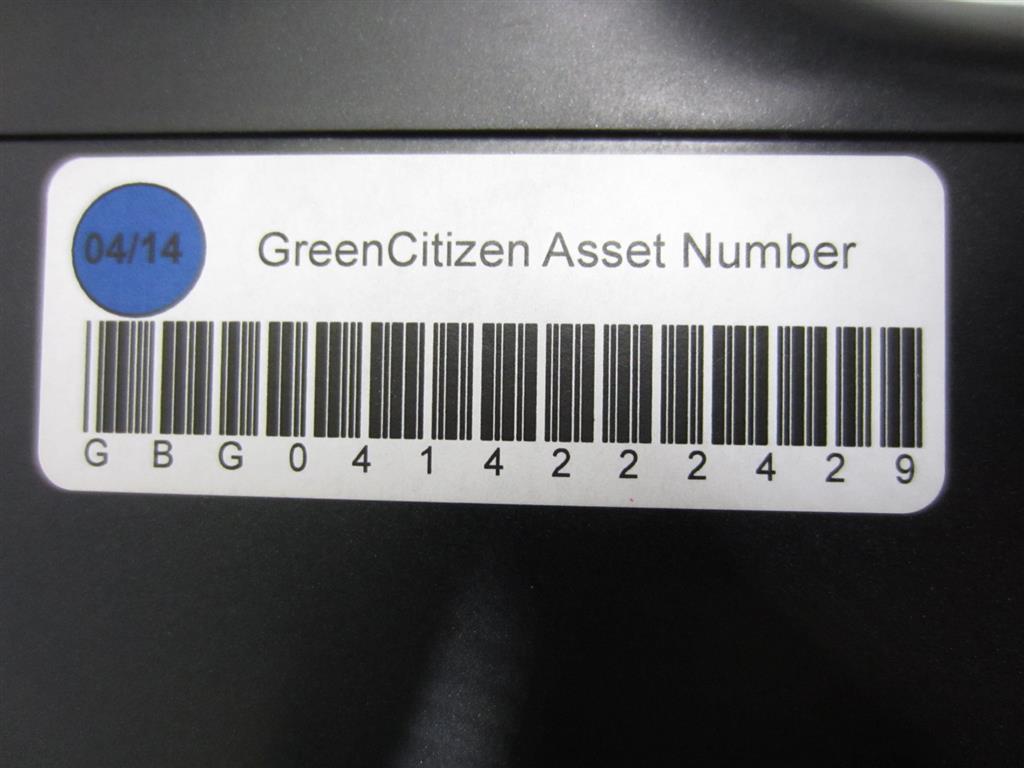 04/14
GreenCitizen Asset Number
G B G 0 4 1 4 2 2 2 4 2 9